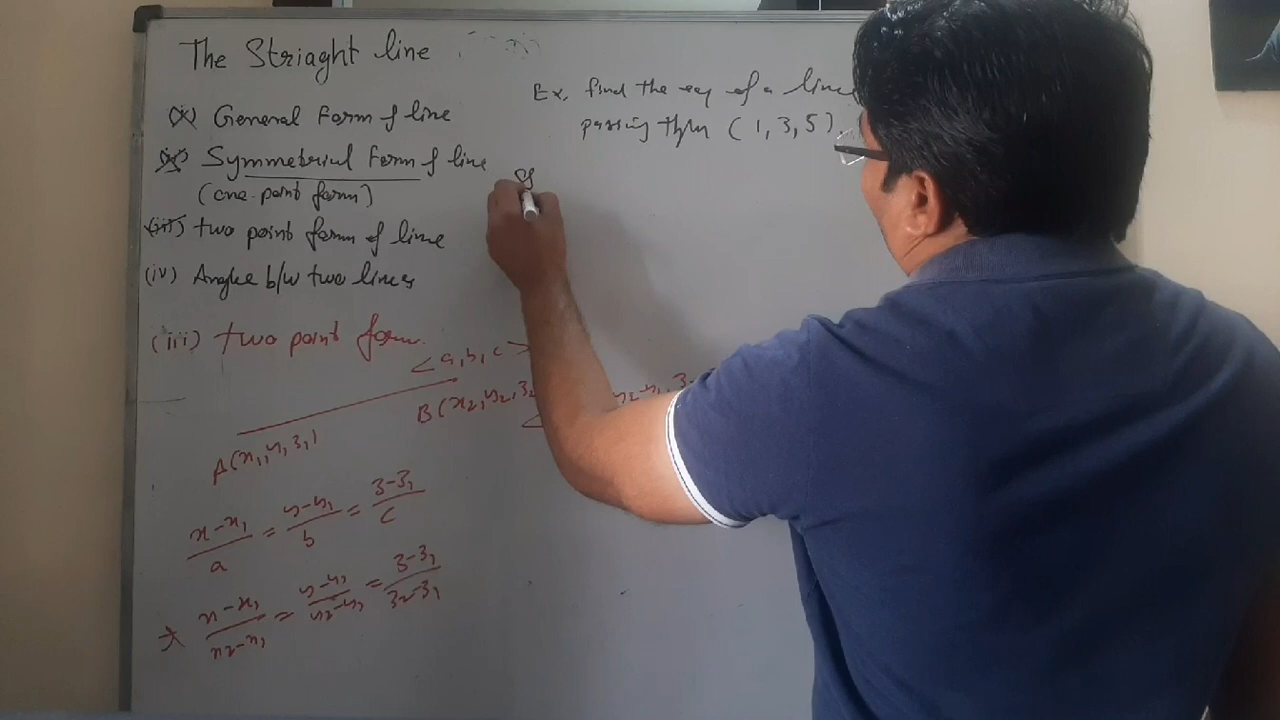 The Striaght line
(i) General Form of line
(ii) Symmetrial Form of line
(one point form)
(iii) two point form of line
(iv) Angle b/w two lines
Ex. find the eq of a line
passing thru (1, 3, 5)
(iii) two point form.
<a, b, c>
B(x₂, y₂, z₂
y₂-y₁, z
A(x₁, y₁, z₁)
x-x₁/a = y-y₁/b = z-z₁/c
* x-x₁/x₂-x₁ = y-y₁/y₂-y₁ = z-z₁/z₂-z₁